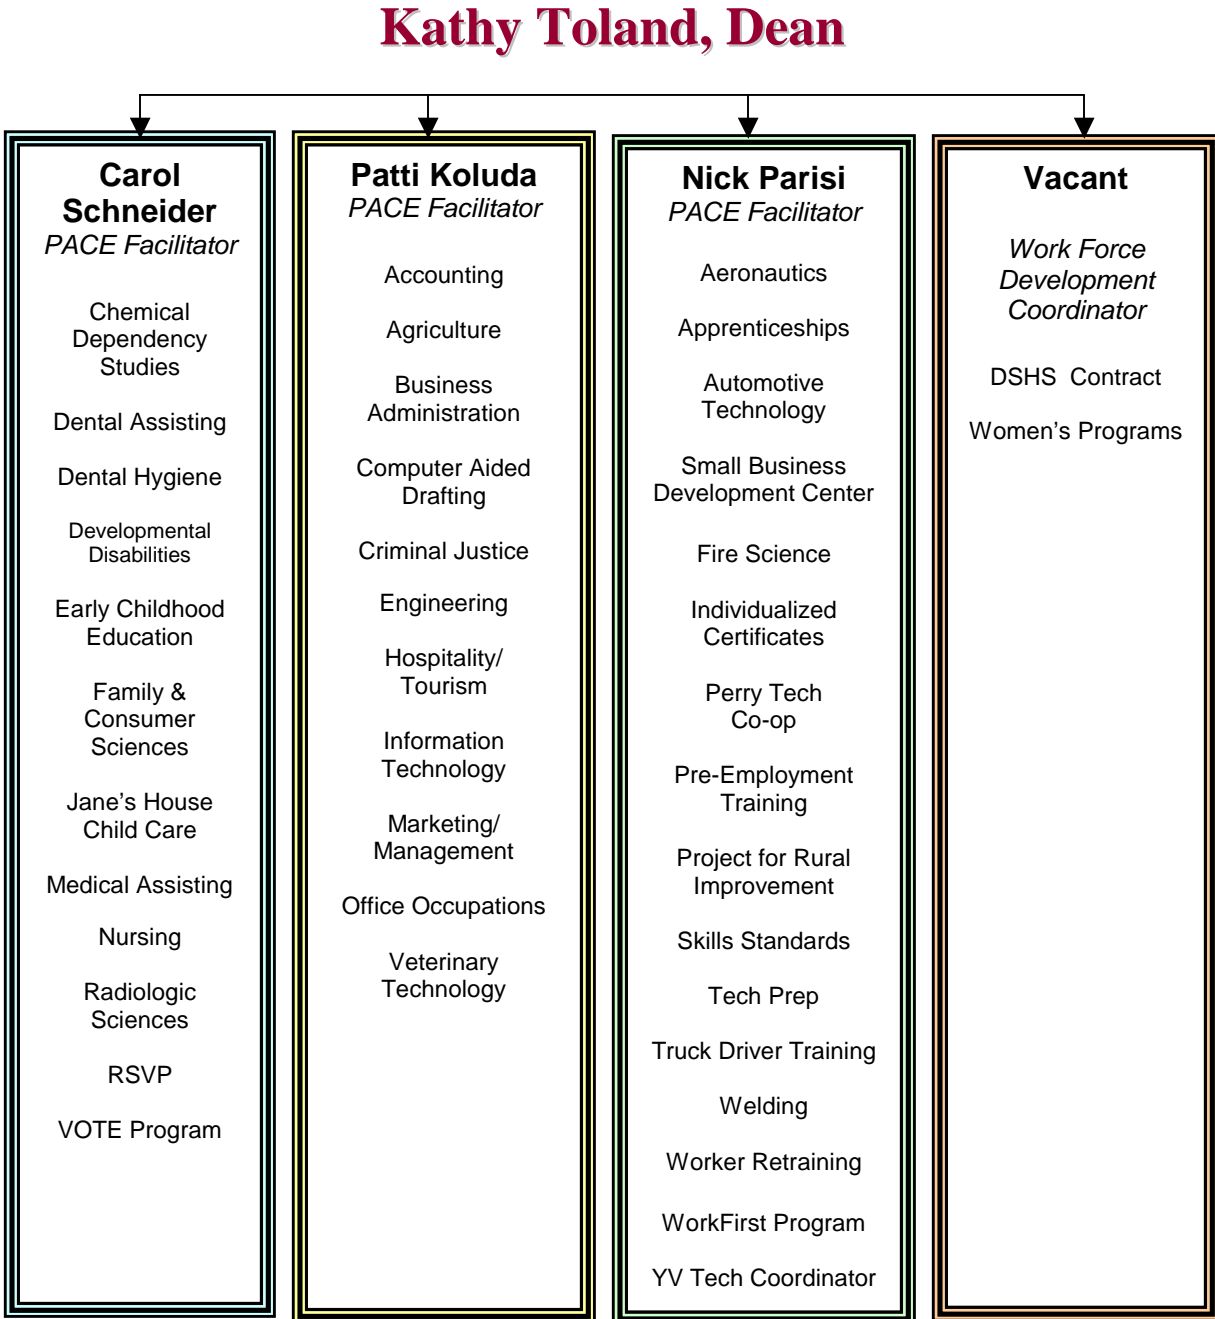 Kathy Toland, Dean
Carol
Schneider
PACE Facilitator
Chemical
Dependency
Studies
Dental Assisting
Dental Hygiene
Developmental
Disabilities
Early Childhood
Education
Family &
Consumer
Sciences
Jane's House
Child Care
Medical Assisting
Nursing
Radiologic
Sciences
RSVP
VOTE Program
Patti Koluda
PACE Facilitator
Accounting
Agriculture
Business
Administration
Computer Aided
Drafting
Criminal Justice
Engineering
Hospitality/
Tourism
Information
Technology
Marketing/
Management
Office Occupations
Veterinary
Technology
Nick Parisi
PACE Facilitator
Aeronautics
Apprenticeships
Automotive
Technology
Small Business
Development Center
Fire Science
Individualized
Certificates
Perry Tech
Co-op
Pre-Employment
Training
Project for Rural
Improvement
Skills Standards
Tech Prep
Truck Driver Training
Welding
Worker Retraining
WorkFirst Program
YV Tech Coordinator
Vacant
Work Force
Development
Coordinator
DSHS  Contract
Women's Programs